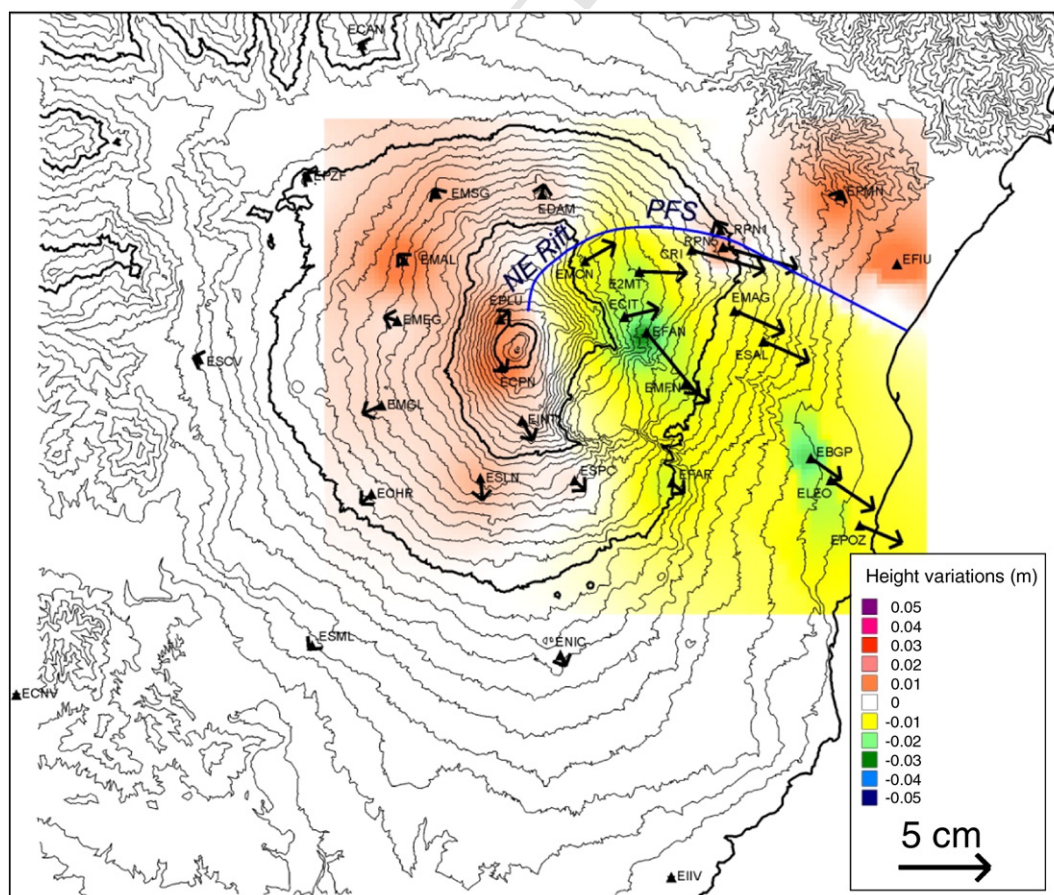 ECAN
EPZF
EMSG
EDAM
EPMN
PFS
RPN1
RPN5
CRI
EFIU
NE Rift
EMAL
EMCN
E2MT
EPLU
ECIT
EMAG
EMEG
EFAN
ESAL
ESCV
ECPN
EMFN
EMGL
EINT
EBGP
ESLN
ESPC
EFAR
ELEO
ECHR
EPOZ
ESML
ENIC
ECNV
EIIV
Height variations (m)
0.05
0.04
0.03
0.02
0.01
0
-0.01
-0.02
-0.03
-0.04
-0.05
5 cm